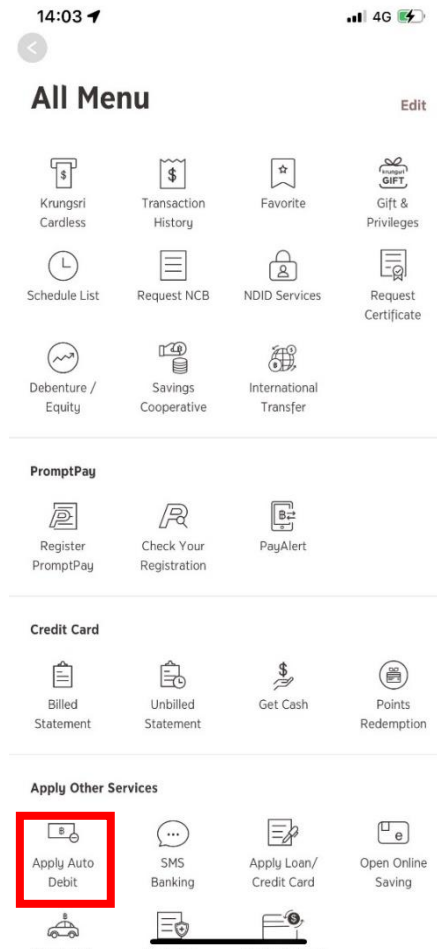 14:03 4G
All Menu Edit
$ $ krungsri GIFT
Krungsri Transaction Favorite Gift &
Cardless History Privileges
Schedule List Request NCB NDID Services Request
Certificate
Debenture / Savings International
Equity Cooperative Transfer
PromptPay
Register Check Your PayAlert
PromptPay Registration
Credit Card
Billed Unbilled Get Cash Points
Statement Statement Redemption
Apply Other Services
Apply Auto SMS Apply Loan/ Open Online
Debit Banking Credit Card Saving